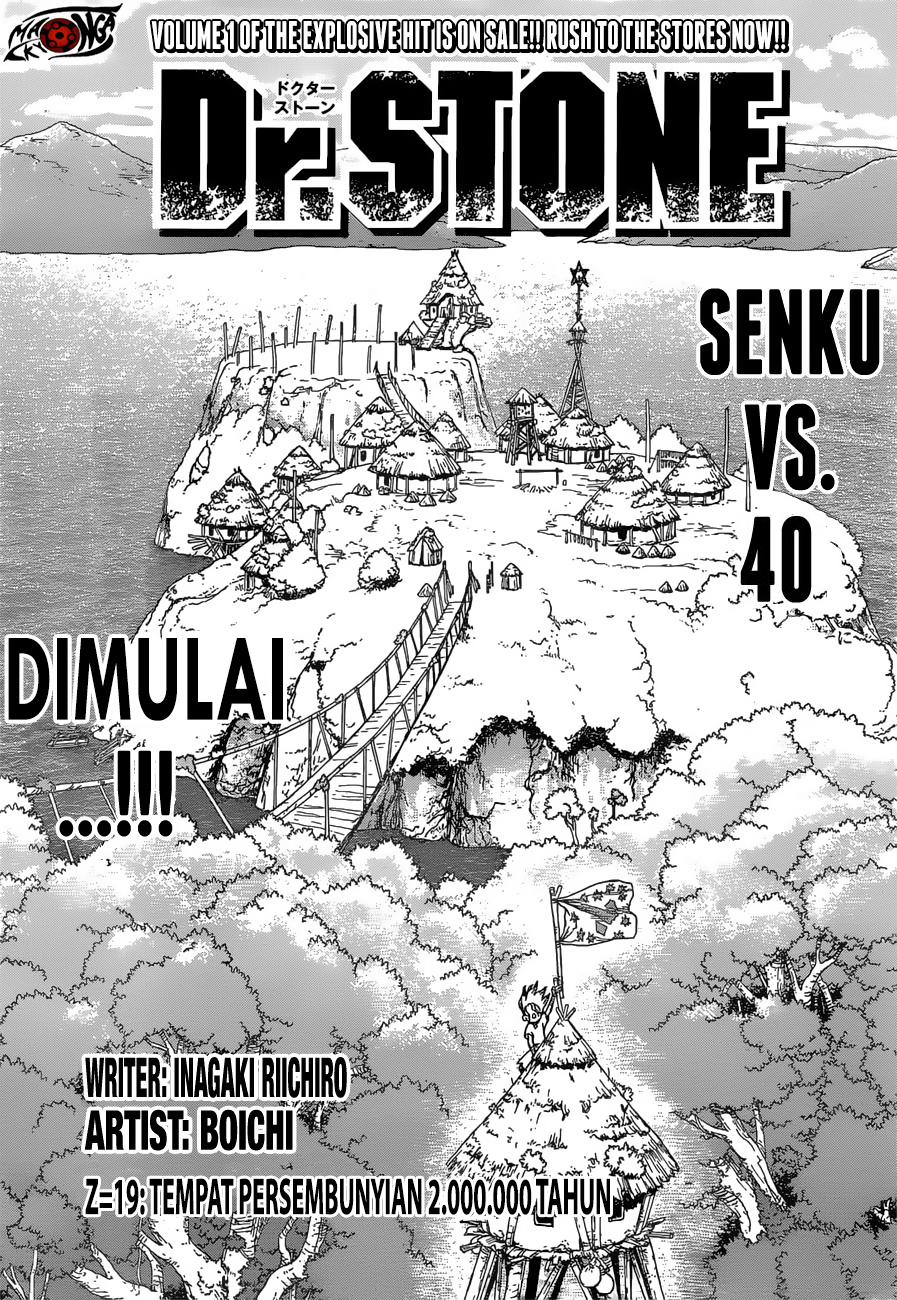 MANGAKYU
VOLUME 1 OF THE EXPLOSIVE HIT IS ON SALE!! RUSH TO THE STORES NOW!!
ドクター
ストーン
Dr.STONE
SENKU
VS.
40
DIMULAI
...!!!
WRITER: INAGAKI RIICHIRO
ARTIST: BOICHI
Z=19: TEMPAT PERSEMBUNYIAN 2.000.000 TAHUN